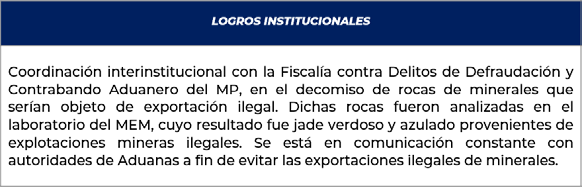 LOGROS INSTITUCIONALES
Coordinación interinstitucional con la Fiscalía contra Delitos de Defraudación y
Contrabando Aduanero del MP, en el decomiso de rocas de minerales que
serían objeto de exportación ilegal. Dichas rocas fueron analizadas en el
laboratorio del MEM, cuyo resultado fue jade verdoso y azulado provenientes de
explotaciones mineras ilegales. Se está en comunicación constante con
autoridades de Aduanas a fin de evitar las exportaciones ilegales de minerales.